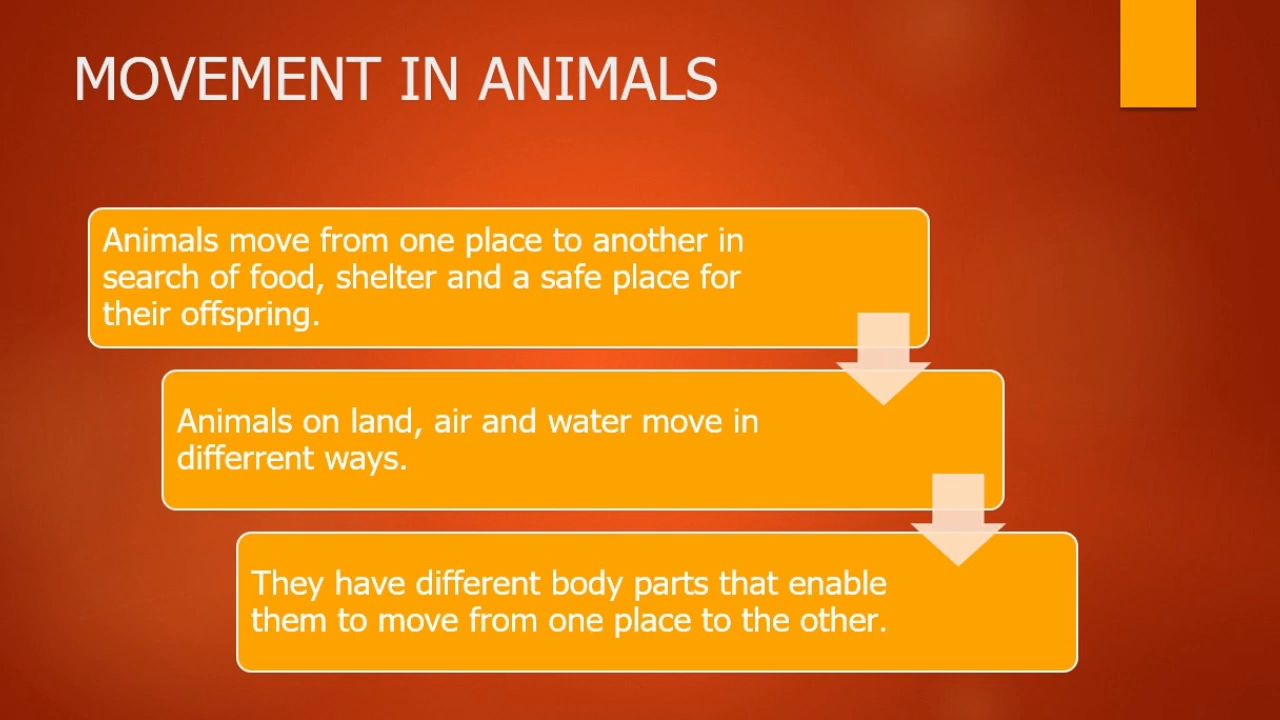 MOVEMENT IN ANIMALS
Animals move from one place to another in
search of food, shelter and a safe place for
their offspring.
Animals on land, air and water move in
differrent ways.
They have different body parts that enable
them to move from one place to the other.